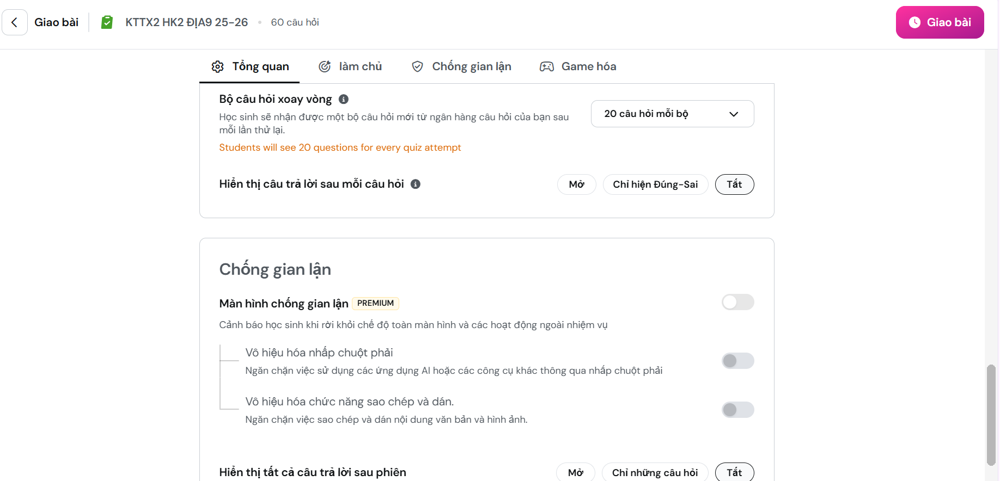 Giao bài
KTTX2 HK2 ĐỊA9 25-26
60 câu hỏi
Giao bài
Tổng quan
làm chủ
Chống gian lận
Game hóa
Bộ câu hỏi xoay vòng
Học sinh sẽ nhận được một bộ câu hỏi mới từ ngân hàng câu hỏi của bạn sau
mỗi lần thử lại.
Students will see 20 questions for every quiz attempt
20 câu hỏi mỗi bộ
Hiển thị câu trả lời sau mỗi câu hỏi
Mở
Chỉ hiện Đúng-Sai
Tắt
Chống gian lận
Màn hình chống gian lận PREMIUM
Cảnh báo học sinh khi rời khỏi chế độ toàn màn hình và các hoạt động ngoài nhiệm vụ
Vô hiệu hóa nhấp chuột phải
Ngăn chặn việc sử dụng các ứng dụng AI hoặc các công cụ khác thông qua nhấp chuột phải
Vô hiệu hóa chức năng sao chép và dán.
Ngăn chặn việc sao chép và dán nội dung văn bản và hình ảnh.
Hiển thị tất cả câu trả lời sau phiên
Mở
Chỉ những câu hỏi
Tắt